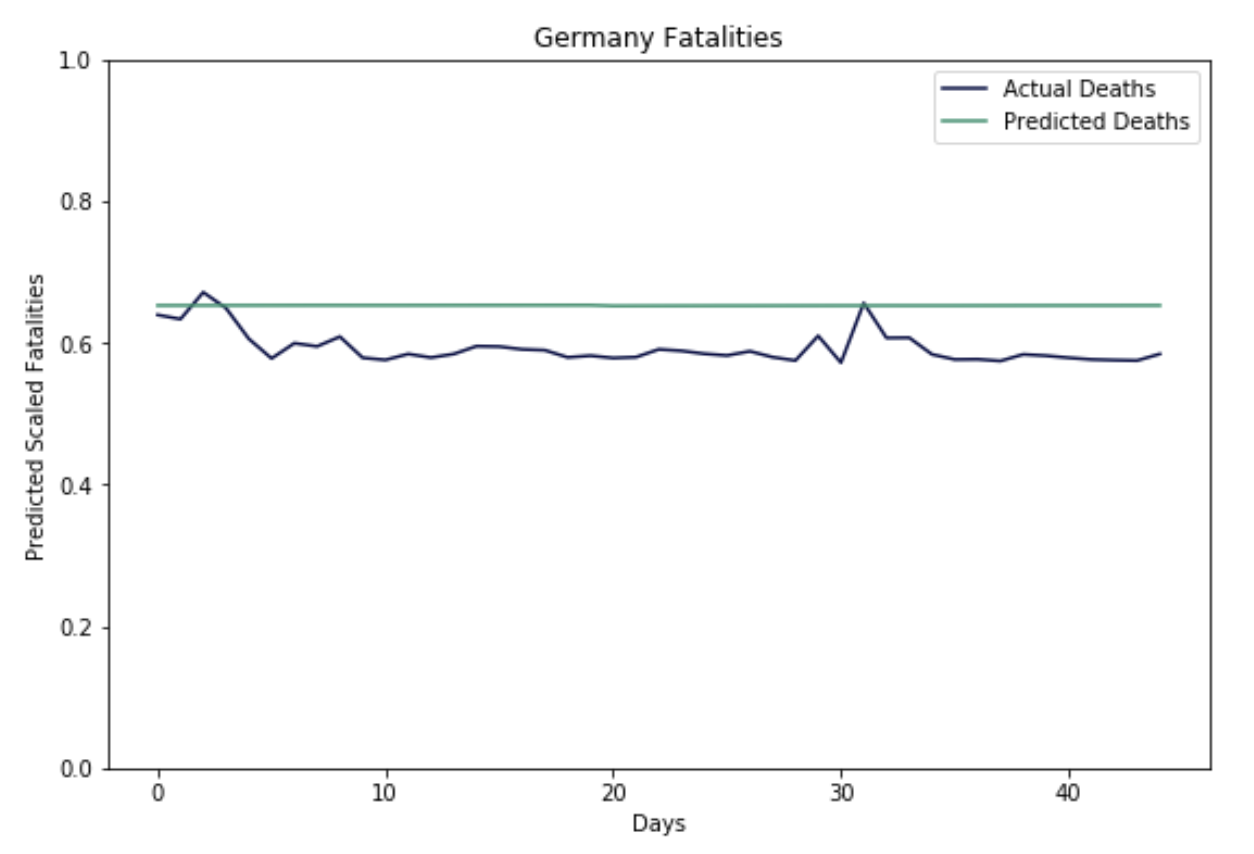 Germany Fatalities
1.0
0.8
0.6
0.4
0.2
0.0
Predicted Scaled Fatalities
Actual Deaths
Predicted Deaths
0 10 20 30 40
Days